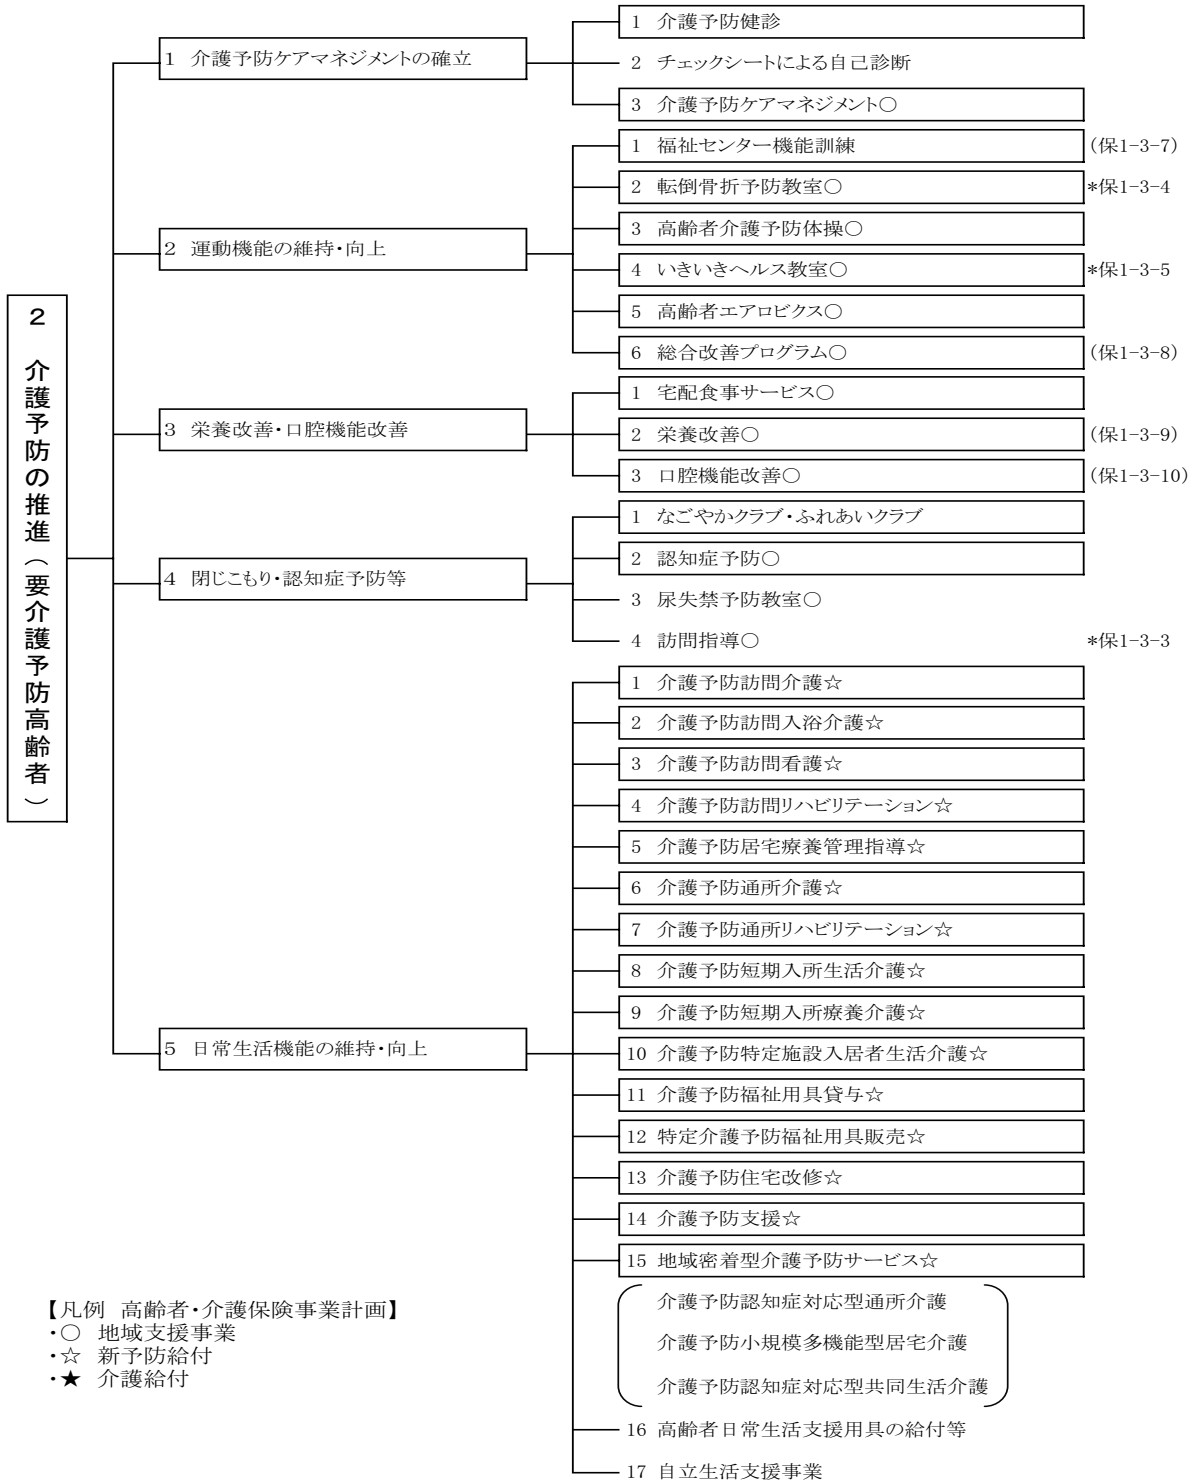 2 介護予防の推進（要介護予防高齢者）
1 介護予防ケアマネジメントの確立
1 介護予防健診
2 チェックシートによる自己診断
3 介護予防ケアマネジメント○
2 運動機能の維持・向上
1 福祉センター機能訓練 (保1-3-7)
2 転倒骨折予防教室○ *保1-3-4
3 高齢者介護予防体操○
4 いきいきヘルス教室○ *保1-3-5
5 高齢者エアロビクス○
6 総合改善プログラム○ (保1-3-8)
3 栄養改善・口腔機能改善
1 宅配食事サービス○
2 栄養改善○ (保1-3-9)
3 口腔機能改善○ (保1-3-10)
4 閉じこもり・認知症予防等
1 なごやかクラブ・ふれあいクラブ
2 認知症予防○
3 尿失禁予防教室○
4 訪問指導○ *保1-3-3
5 日常生活機能の維持・向上
1 介護予防訪問介護☆
2 介護予防訪問入浴介護☆
3 介護予防訪問看護☆
4 介護予防訪問リハビリテーション☆
5 介護予防居宅療養管理指導☆
6 介護予防通所介護☆
7 介護予防通所リハビリテーション☆
8 介護予防短期入所生活介護☆
9 介護予防短期入所療養介護☆
10 介護予防特定施設入居者生活介護☆
11 介護予防福祉用具貸与☆
12 特定介護予防福祉用具販売☆
13 介護予防住宅改修☆
14 介護予防支援☆
15 地域密着型介護予防サービス☆
介護予防認知症対応型通所介護
介護予防小規模多機能型居宅介護
介護予防認知症対応型共同生活介護
16 高齢者日常生活支援用具の給付等
17 自立生活支援事業
【凡例 高齢者・介護保険事業計画】
・○ 地域支援事業
・☆ 新予防給付
・★ 介護給付